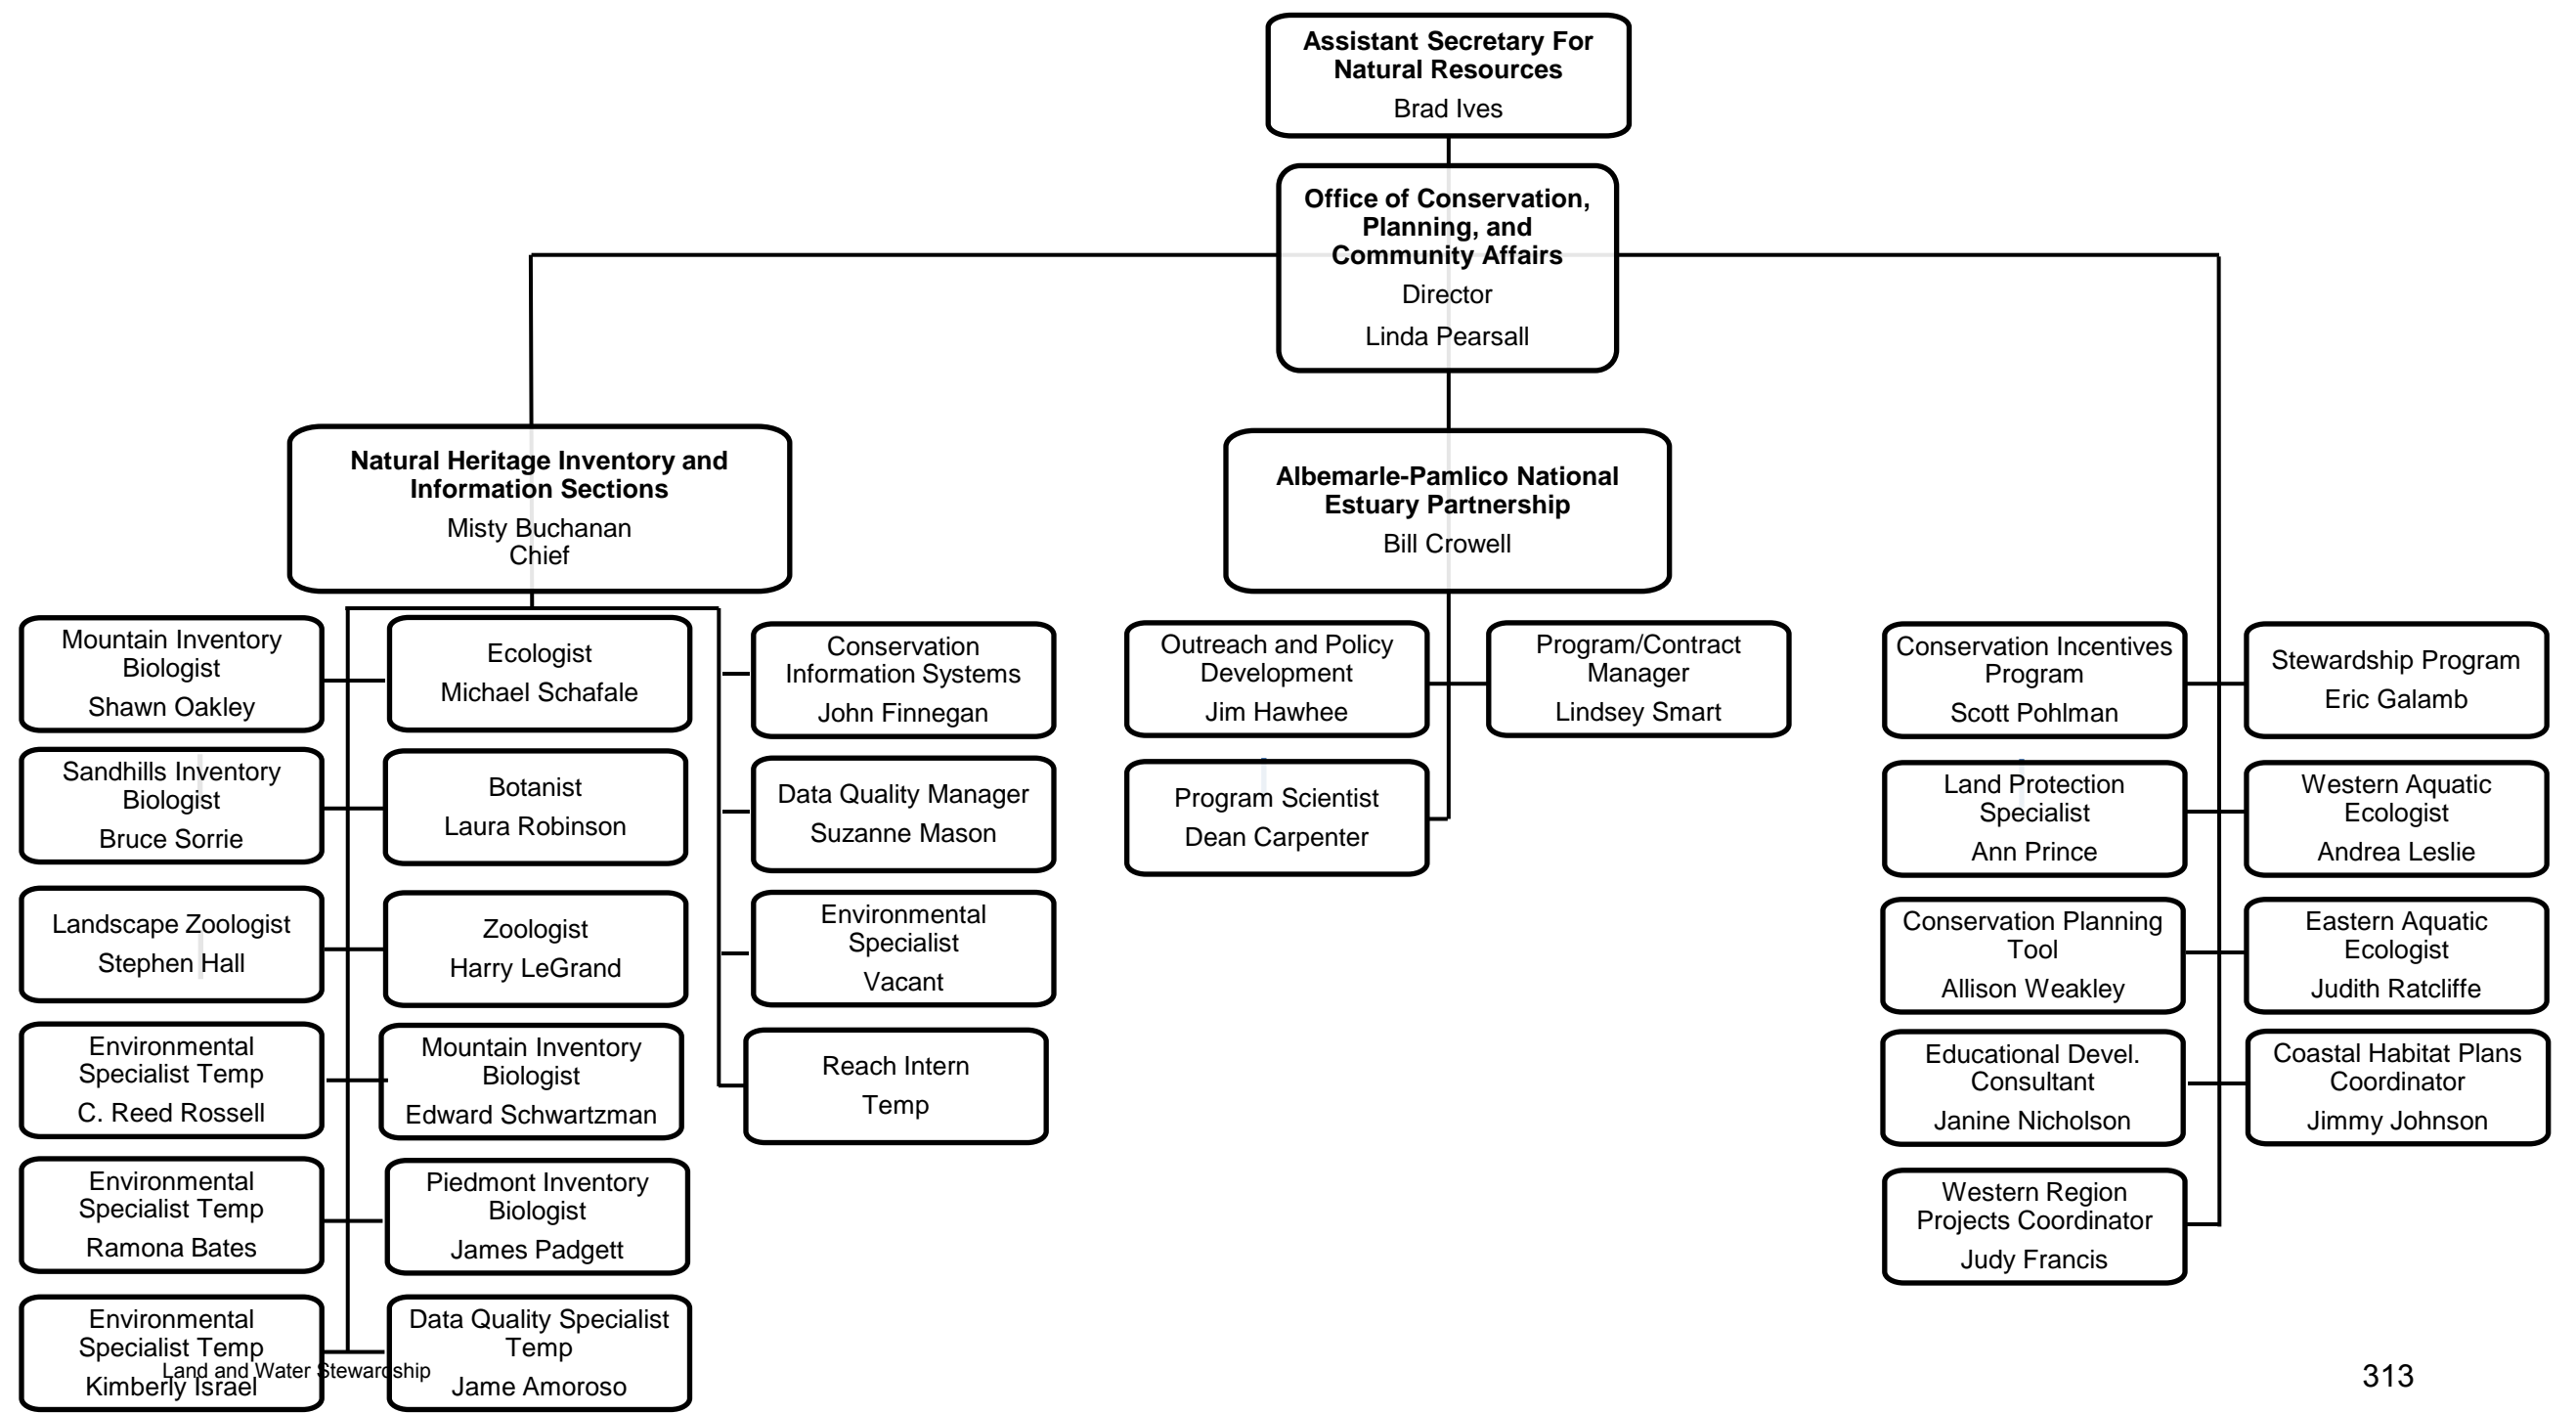 Assistant Secretary For
Natural Resources
Brad Ives
Office of Conservation,
Planning, and
Community Affairs
Director
Linda Pearsall
Natural Heritage Inventory and
Information Sections
Misty Buchanan
Chief
Albemarle-Pamlico National
Estuary Partnership
Bill Crowell
Mountain Inventory
Biologist
Shawn Oakley
Ecologist
Michael Schafale
Conservation
Information Systems
John Finnegan
Sandhills Inventory
Biologist
Bruce Sorrie
Botanist
Laura Robinson
Data Quality Manager
Suzanne Mason
Landscape Zoologist
Stephen Hall
Zoologist
Harry LeGrand
Environmental
Specialist
Vacant
Environmental
Specialist Temp
C. Reed Rossell
Mountain Inventory
Biologist
Edward Schwartzman
Reach Intern
Temp
Environmental
Specialist Temp
Ramona Bates
Piedmont Inventory
Biologist
James Padgett
Environmental
Specialist Temp
Kimberly Israel
Data Quality Specialist
Temp
Jame Amoroso
Outreach and Policy
Development
Jim Hawhee
Program/Contract
Manager
Lindsey Smart
Program Scientist
Dean Carpenter
Conservation Incentives
Program
Scott Pohlman
Stewardship Program
Eric Galamb
Land Protection
Specialist
Ann Prince
Western Aquatic
Ecologist
Andrea Leslie
Conservation Planning
Tool
Allison Weakley
Eastern Aquatic
Ecologist
Judith Ratcliffe
Educational Devel.
Consultant
Janine Nicholson
Coastal Habitat Plans
Coordinator
Jimmy Johnson
Western Region
Projects Coordinator
Judy Francis
Land and Water Stewardship
313